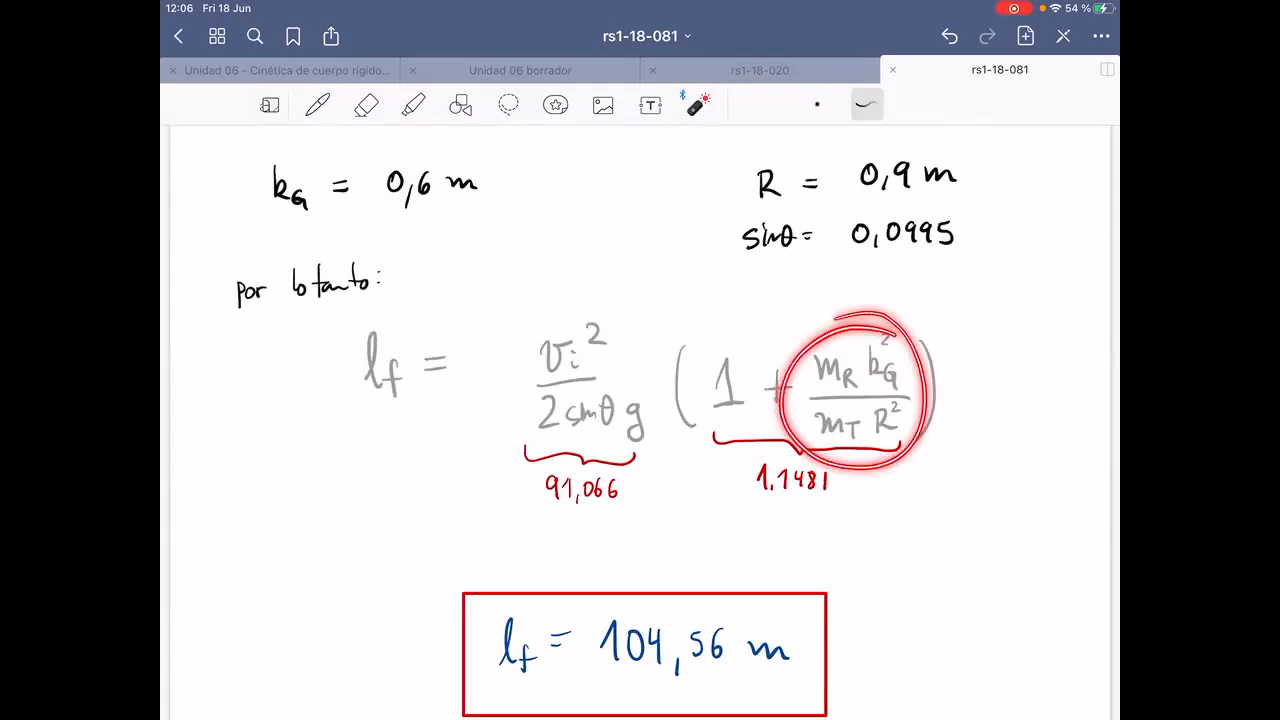 12:06 Fri 18 Jun 54 %
rs1-18-081
Unidad 06 - Cinética de cuerpo rígido... Unidad 06 borrador rs1-18-020 rs1-18-081
T
kG = 0,6 m R = 0,9 m
sinθ = 0,0995
por lo tanto:
lf = vi² / 2 sinθ g (1 + mR kG² / mT R²)
91,066 1,1481
lf = 104,56 m